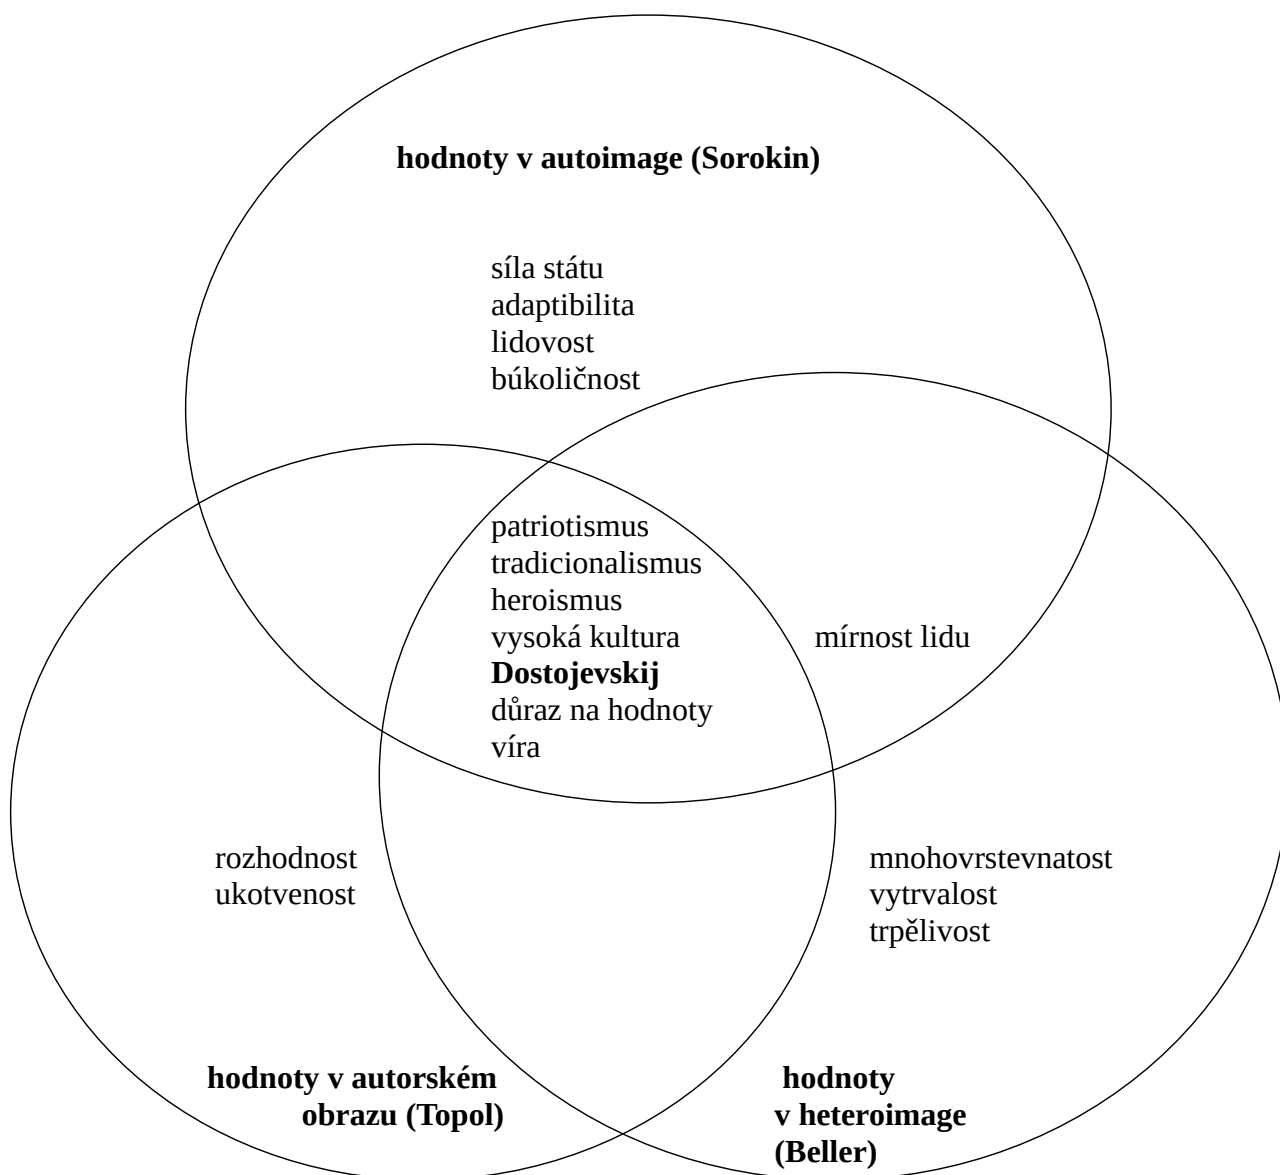 hodnoty v autoimage (Sorokin)
síla státu
adaptibilita
lidovost
búkoličnost
patriotismus
tradicionalismus
heroismus
vysoká kultura
Dostojevskij
důraz na hodnoty
víra
mírnost lidu
rozhodnost
ukotvenost
mnohovrstevnatost
vytrvalost
trpělivost
hodnoty v autorském
obrazu (Topol)
hodnoty
v heteroimage
(Beller)